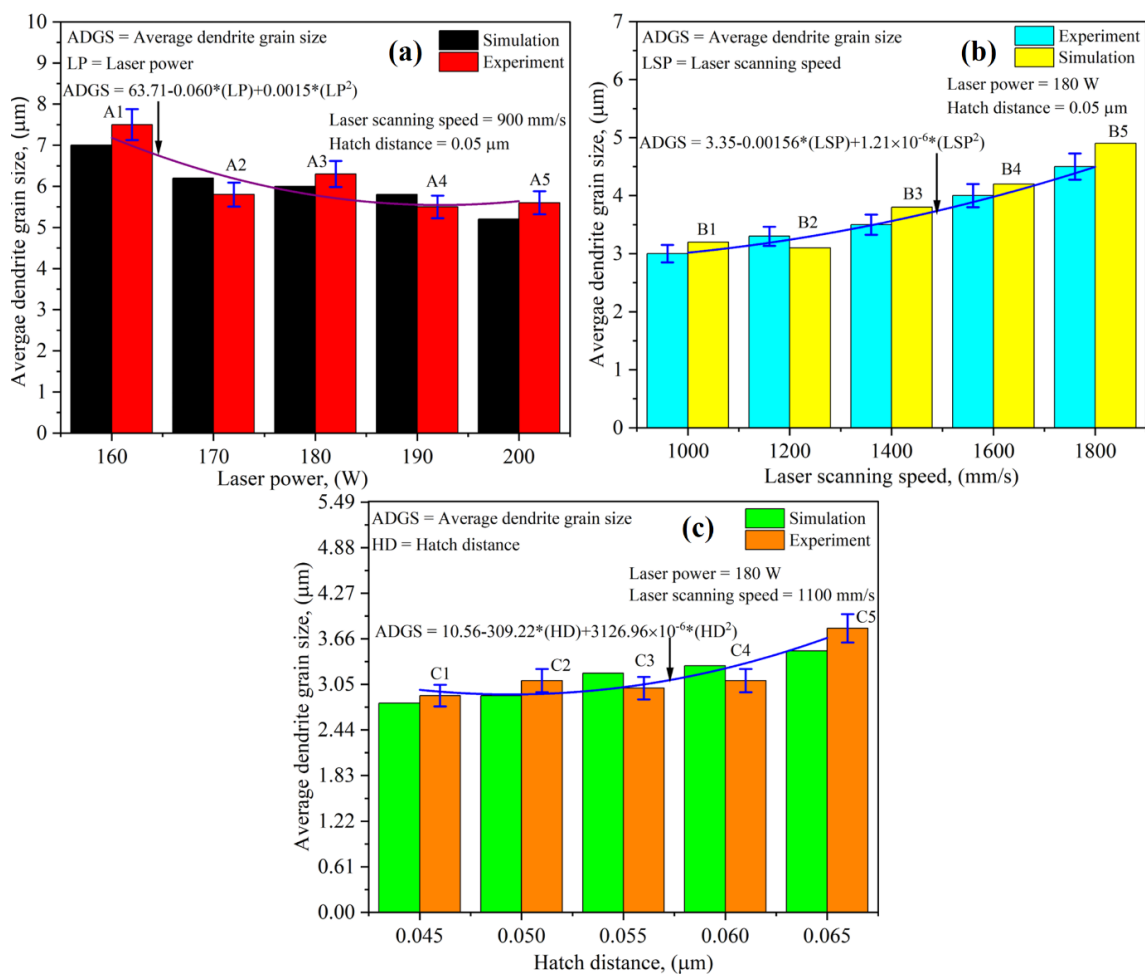 (a)
ADGS = Average dendrite grain size
LP = Laser power
ADGS = 63.71-0.060*(LP)+0.0015*(LP²)
Simulation
Experiment
Laser scanning speed = 900 mm/s
Hatch distance = 0.05 μm
A1
A2
A3
A4
A5
10
9
8
7
6
5
4
3
2
1
0
Avergae dendrite grain size, (μm)
160
170
180
190
200
Laser power, (W)
(b)
ADGS = Average dendrite grain size
LSP = Laser scanning speed
Experiment
Simulation
Laser power = 180 W
Hatch distance = 0.05 μm
ADGS = 3.35-0.00156*(LSP)+1.21×10⁻⁶*(LSP²)
B1
B2
B3
B4
B5
7
6
5
4
3
2
1
0
Average dendrite grain size, (μm)
1000
1200
1400
1600
1800
Laser scanning speed, (mm/s)
(c)
ADGS = Average dendrite grain size
HD = Hatch distance
Simulation
Experiment
Laser power = 180 W
Laser scanning speed = 1100 mm/s
ADGS = 10.56-309.22*(HD)+3126.96×10⁻⁶*(HD²)
C1
C2
C3
C4
C5
5.49
4.88
4.27
3.66
3.05
2.44
1.83
1.22
0.61
0.00
Average dendrite grain size, (μm)
0.045
0.050
0.055
0.060
0.065
Hatch distance, (μm)